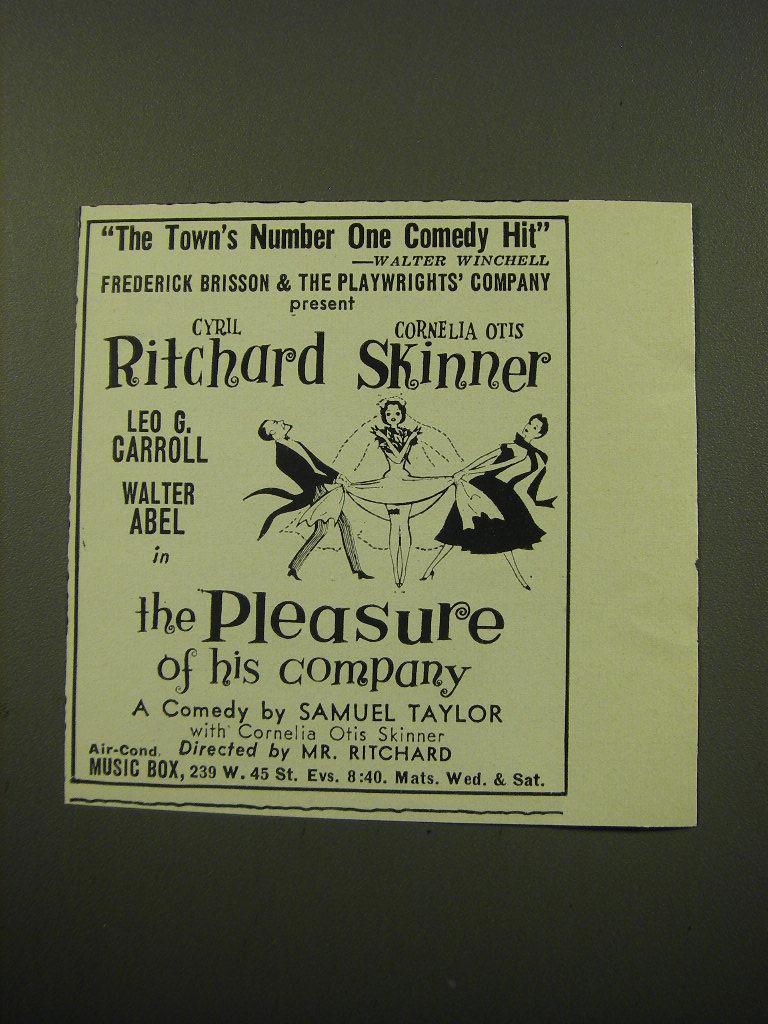 "The Town's Number One Comedy Hit"
—WALTER WINCHELL
FREDERICK BRISSON & THE PLAYWRIGHTS' COMPANY
present
CYRIL
Ritchard
CORNELIA OTIS
Skinner
LEO G.
CARROLL
WALTER
ABEL
in
the Pleasure
of his company
A Comedy by SAMUEL TAYLOR
with Cornelia Otis Skinner
Air-Cond. Directed by MR. RITCHARD
MUSIC BOX, 239 W. 45 St. Evs. 8:40. Mats. Wed. & Sat.